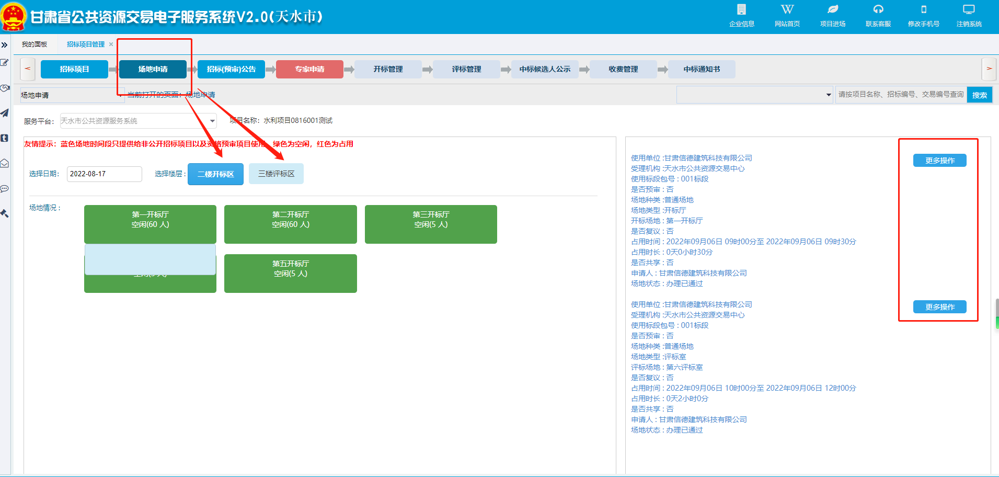 甘肃省公共资源交易电子服务系统V2.0(天水市)
企业信息
网站首页
项目进场
联系客服
修改手机号
注销系统
我的面板
招标项目管理 ×
<
招标项目
场地申请
招标(预审)公告
专家申请
开标管理
评标管理
中标候选人公示
收费管理
中标通知书
>
场地申请
当前打开的页面：场地申请
请按项目名称、招标编号、交易编号查询
搜索
服务平台：
天水市公共资源服务系统
项目名称：水利项目0816001测试
友情提示：蓝色场地时间段只提供给非公开招标项目以及资格预审项目使用，绿色为空闲，红色为占用
选择日期：
2022-08-17
选择楼层：
二楼开标区
三楼评标区
场地情况：
第一开标厅
空闲(60 人)
第二开标厅
空闲(60 人)
第三开标厅
空闲(5 人)
空闲(5 人)
第五开标厅
空闲(5 人)
使用单位 :甘肃信德建筑科技有限公司
更多操作
受理机构 :天水市公共资源交易中心
使用标段包号 : 001标段
是否预审 : 否
场地种类 :普通场地
场地类型 :开标厅
开标场地 : 第一开标厅
是否复议 : 否
占用时间 : 2022年09月06日 09时00分至 2022年09月06日 09时30分
占用时长 : 0天0小时30分
是否共享 : 否
申请人 : 甘肃信德建筑科技有限公司
场地状态 : 办理已通过
使用单位 :甘肃信德建筑科技有限公司
更多操作
受理机构 :天水市公共资源交易中心
使用标段包号 : 001标段
是否预审 : 否
场地种类 :普通场地
场地类型 :评标室
评标场地 : 第六评标室
是否复议 : 否
占用时间 : 2022年09月06日 10时00分至 2022年09月06日 12时00分
占用时长 : 0天2小时0分
是否共享 : 否
申请人 : 甘肃信德建筑科技有限公司
场地状态 : 办理已通过